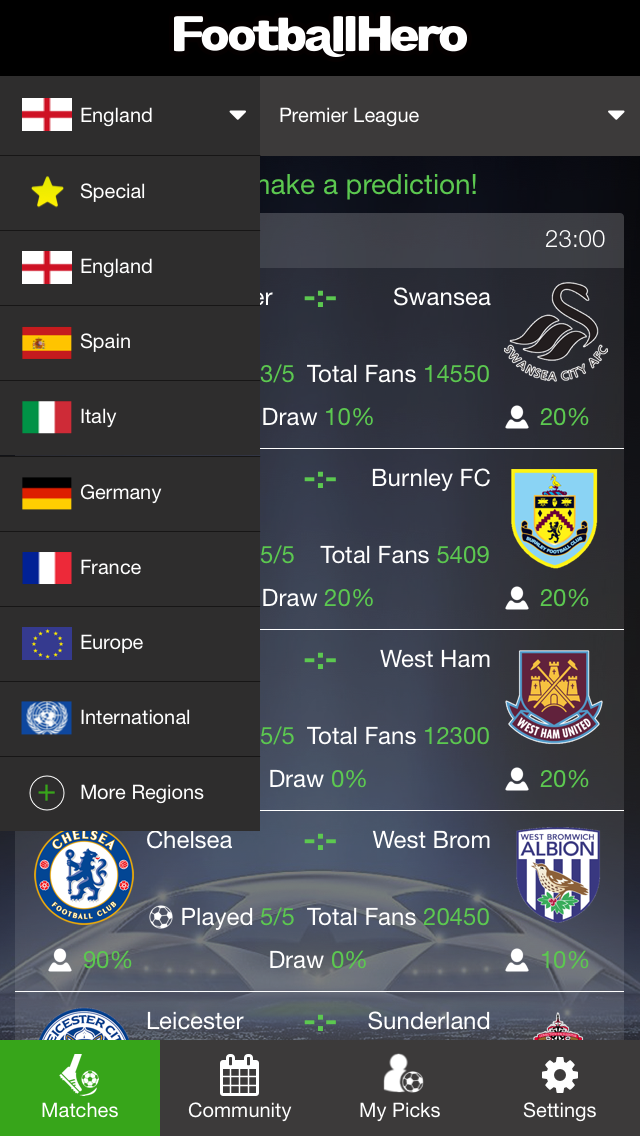 FootballHero
England
Premier League
Special
make a prediction!
England
23:00
Spain
er -:- Swansea
SWANSEA CITY AFC
3/5 Total Fans 14550
Italy
Draw 10% 20%
Germany
-:- Burnley FC
BURNLEY FOOTBALL CLUB
France
5/5 Total Fans 5409
Draw 20% 20%
Europe
-:- West Ham
WEST HAM UNITED
International
5/5 Total Fans 12300
More Regions
Draw 0% 20%
CHELSEA
FOOTBALL CLUB
Chelsea -:- West Brom
WEST BROMWICH
ALBION
Played 5/5 Total Fans 20450
90% Draw 0% 10%
LEICESTER CITY
Leicester -:- Sunderland
Matches
Community
My Picks
Settings